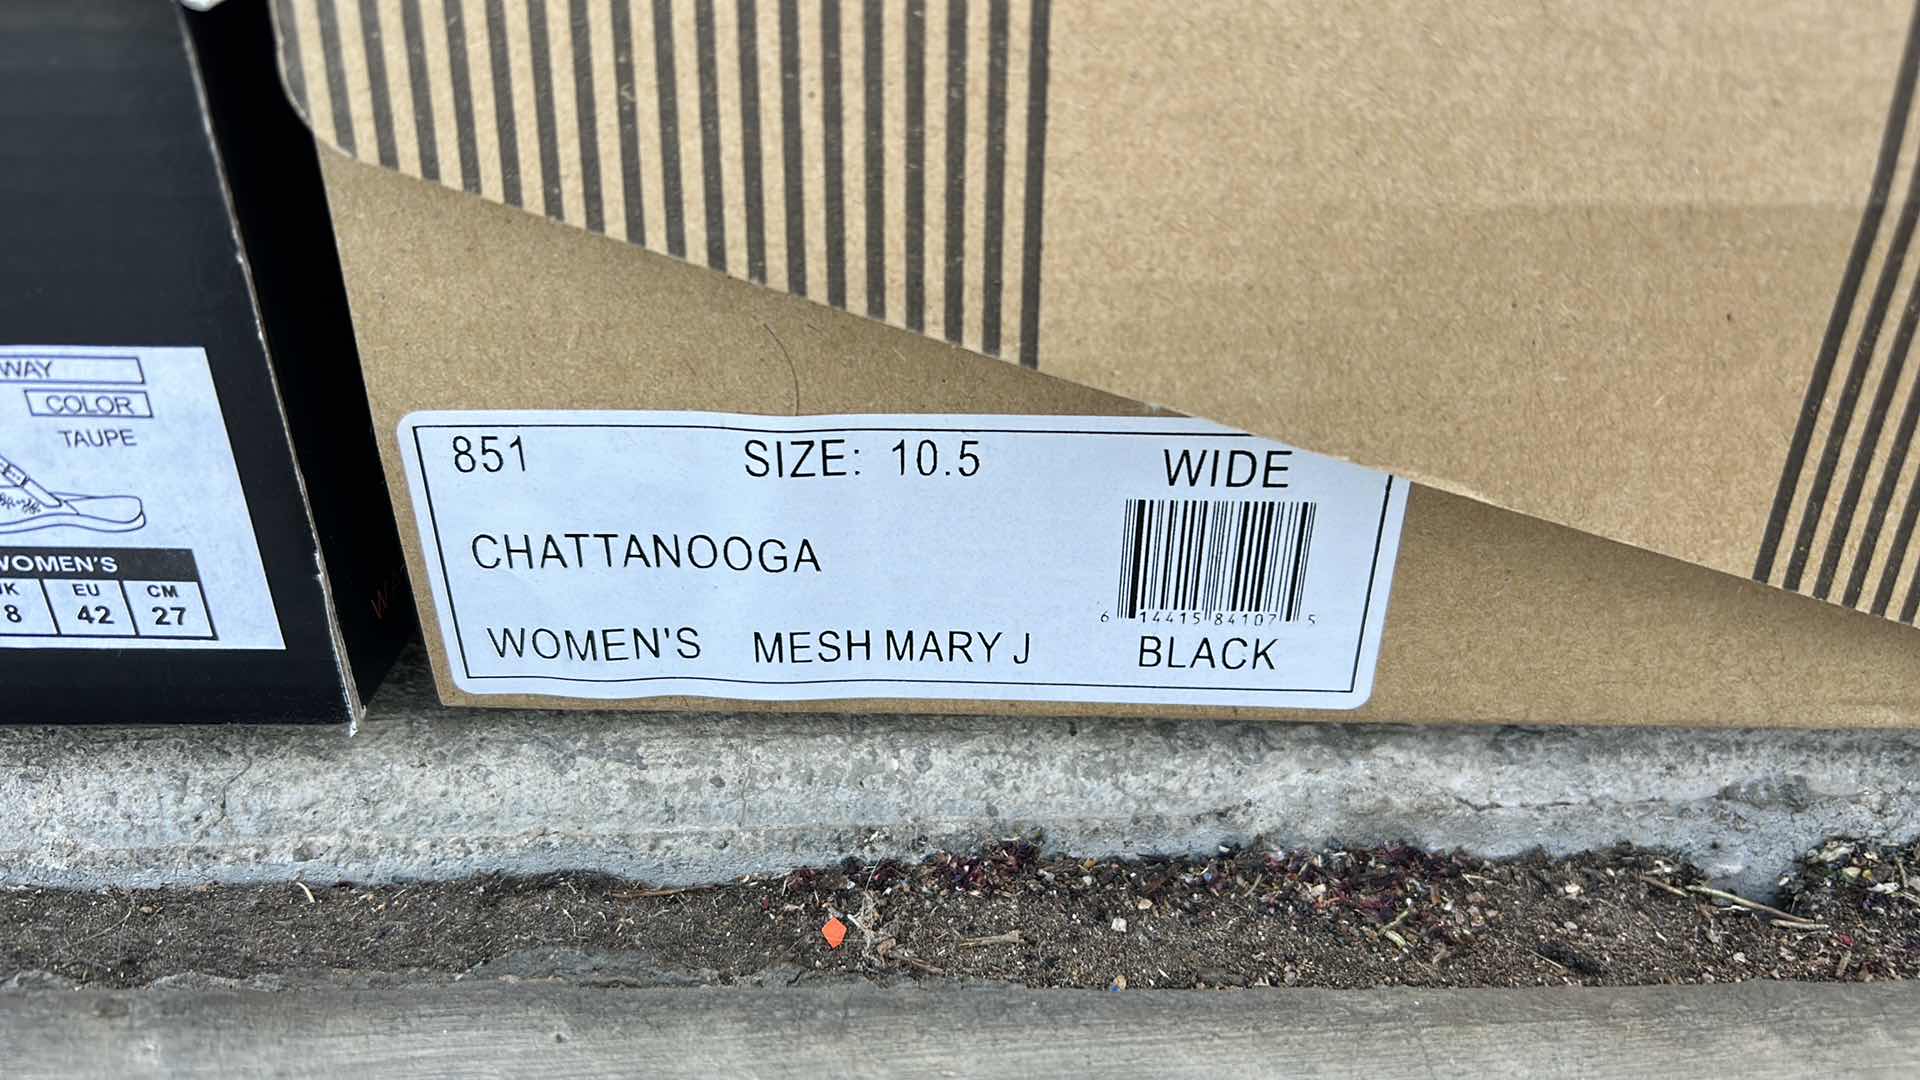 WAY
COLOR
TAUPE
WOMEN'S
UK EU CM
8 42 27
851 SIZE: 10.5 WIDE
CHATTANOOGA
6 14415 84107 5
WOMEN'S MESH MARY J BLACK